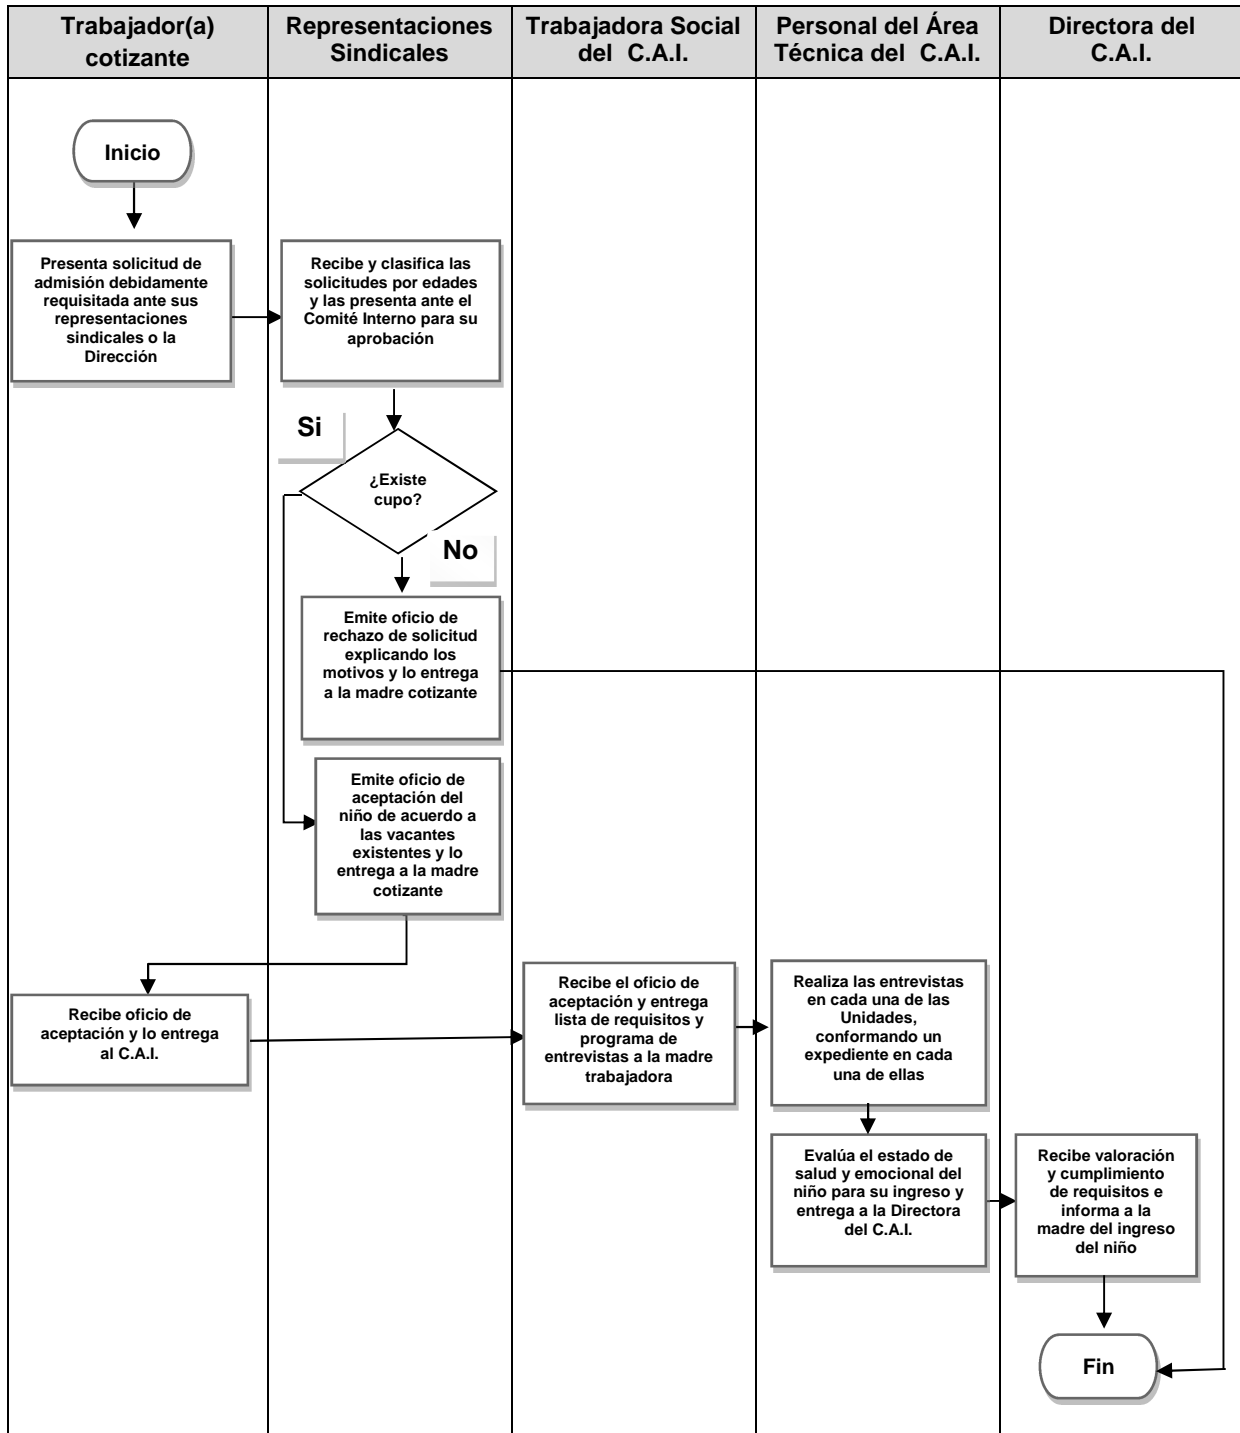 Trabajador(a)
cotizante
Representaciones
Sindicales
Trabajadora Social
del C.A.I.
Personal del Área
Técnica del C.A.I.
Directora del
C.A.I.
Inicio
Presenta solicitud de
admisión debidamente
requisitada ante sus
representaciones
sindicales o la
Dirección
Recibe y clasifica las
solicitudes por edades
y las presenta ante el
Comité Interno para su
aprobación
Si
¿Existe
cupo?
No
Emite oficio de
rechazo de solicitud
explicando los
motivos y lo entrega
a la madre cotizante
Emite oficio de
aceptación del
niño de acuerdo a
las vacantes
existentes y lo
entrega a la madre
cotizante
Recibe oficio de
aceptación y lo entrega
al C.A.I.
Recibe el oficio de
aceptación y entrega
lista de requisitos y
programa de
entrevistas a la madre
trabajadora
Realiza las entrevistas
en cada una de las
Unidades,
conformando un
expediente en cada
una de ellas
Evalúa el estado de
salud y emocional del
niño para su ingreso y
entrega a la Directora
del C.A.I.
Recibe valoración
y cumplimiento
de requisitos e
informa a la
madre del ingreso
del niño
Fin